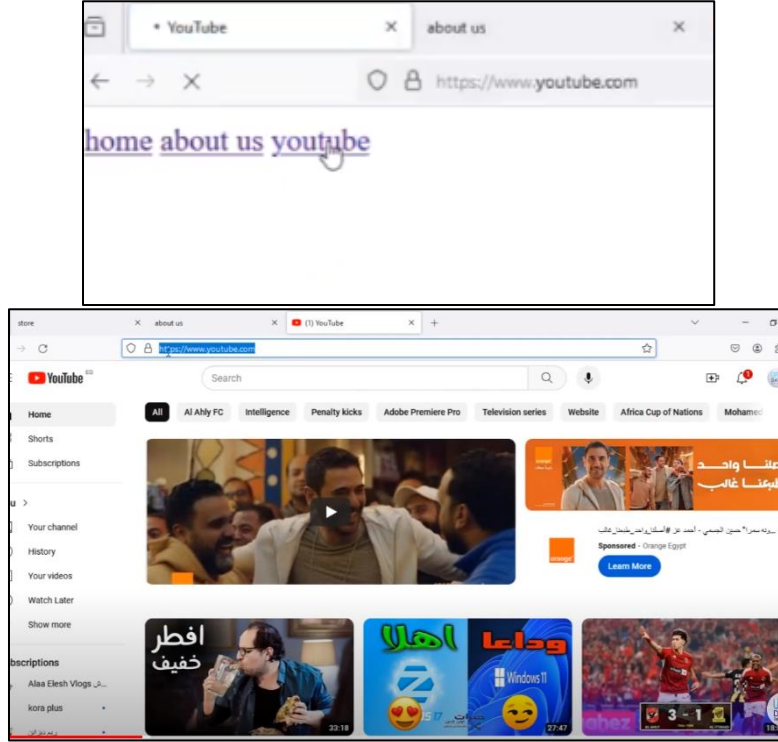 YouTube
about us
https://www.youtube.com
home about us youtube
store
about us
(1) YouTube
https://www.youtube.com
YouTube EG
Search
Home
Shorts
Subscriptions
Your channel
History
Your videos
Watch Later
Show more
All
Al Ahly FC
Intelligence
Penalty kicks
Adobe Premiere Pro
Television series
Website
Africa Cup of Nations
Sponsored · Orange Egypt
Learn More
Alaa Elesh Vlogs
kora plus
افطر
خفيف
33:18
اهلا
وداعا
Windows 11
27:47
3 - 1